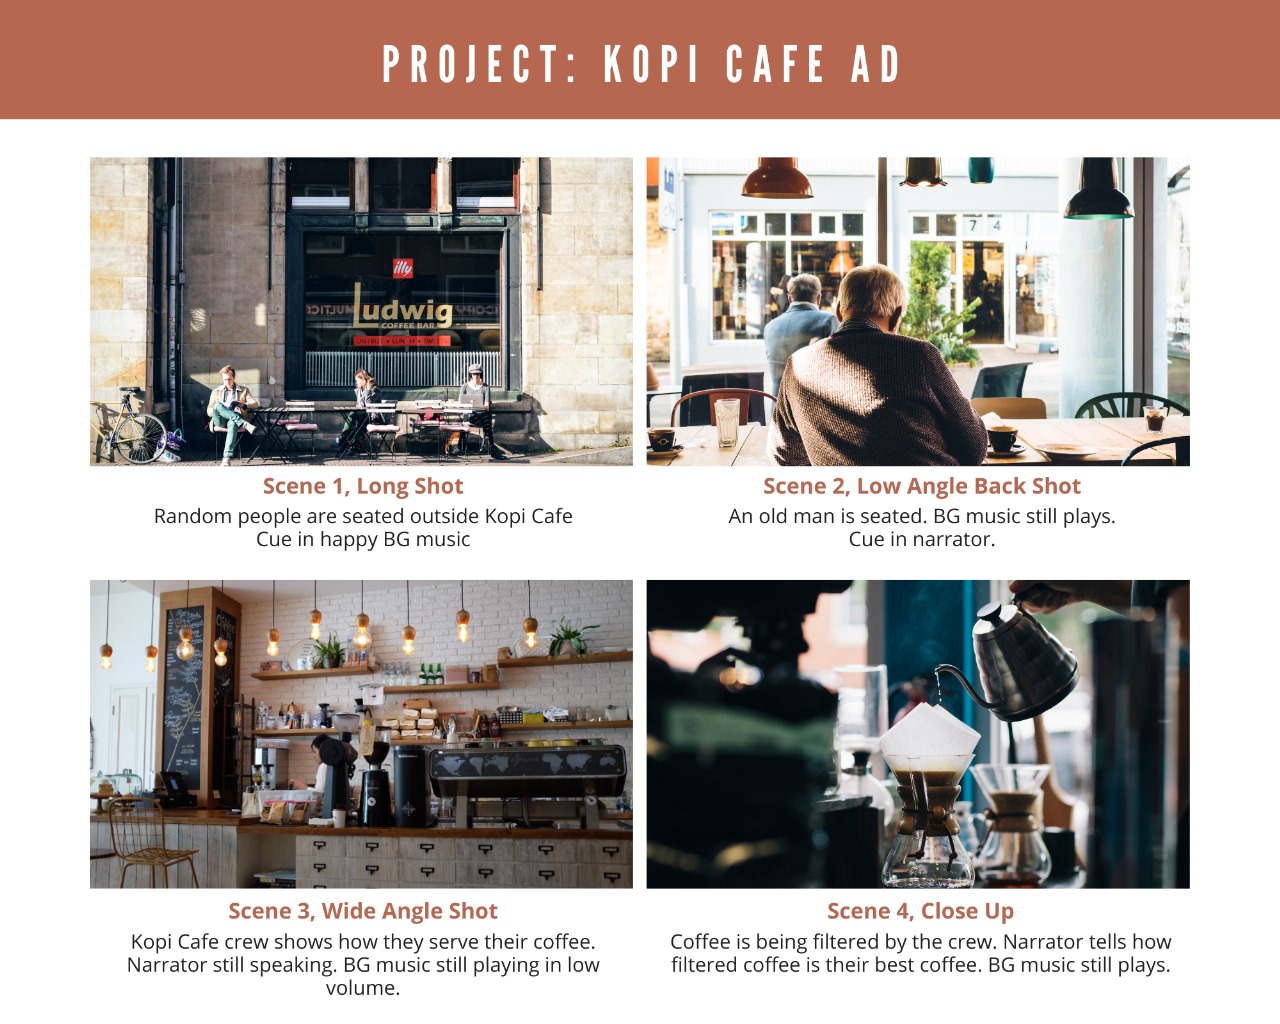 PROJECT: KOPI CAFE AD
illy
Ludwig
COFFEE BAR
Scene 1, Long Shot
Random people are seated outside Kopi Cafe
Cue in happy BG music
7 4
Scene 2, Low Angle Back Shot
An old man is seated. BG music still plays.
Cue in narrator.
Scene 3, Wide Angle Shot
Kopi Cafe crew shows how they serve their coffee.
Narrator still speaking. BG music still playing in low
volume.
Scene 4, Close Up
Coffee is being filtered by the crew. Narrator tells how
filtered coffee is their best coffee. BG music still plays.